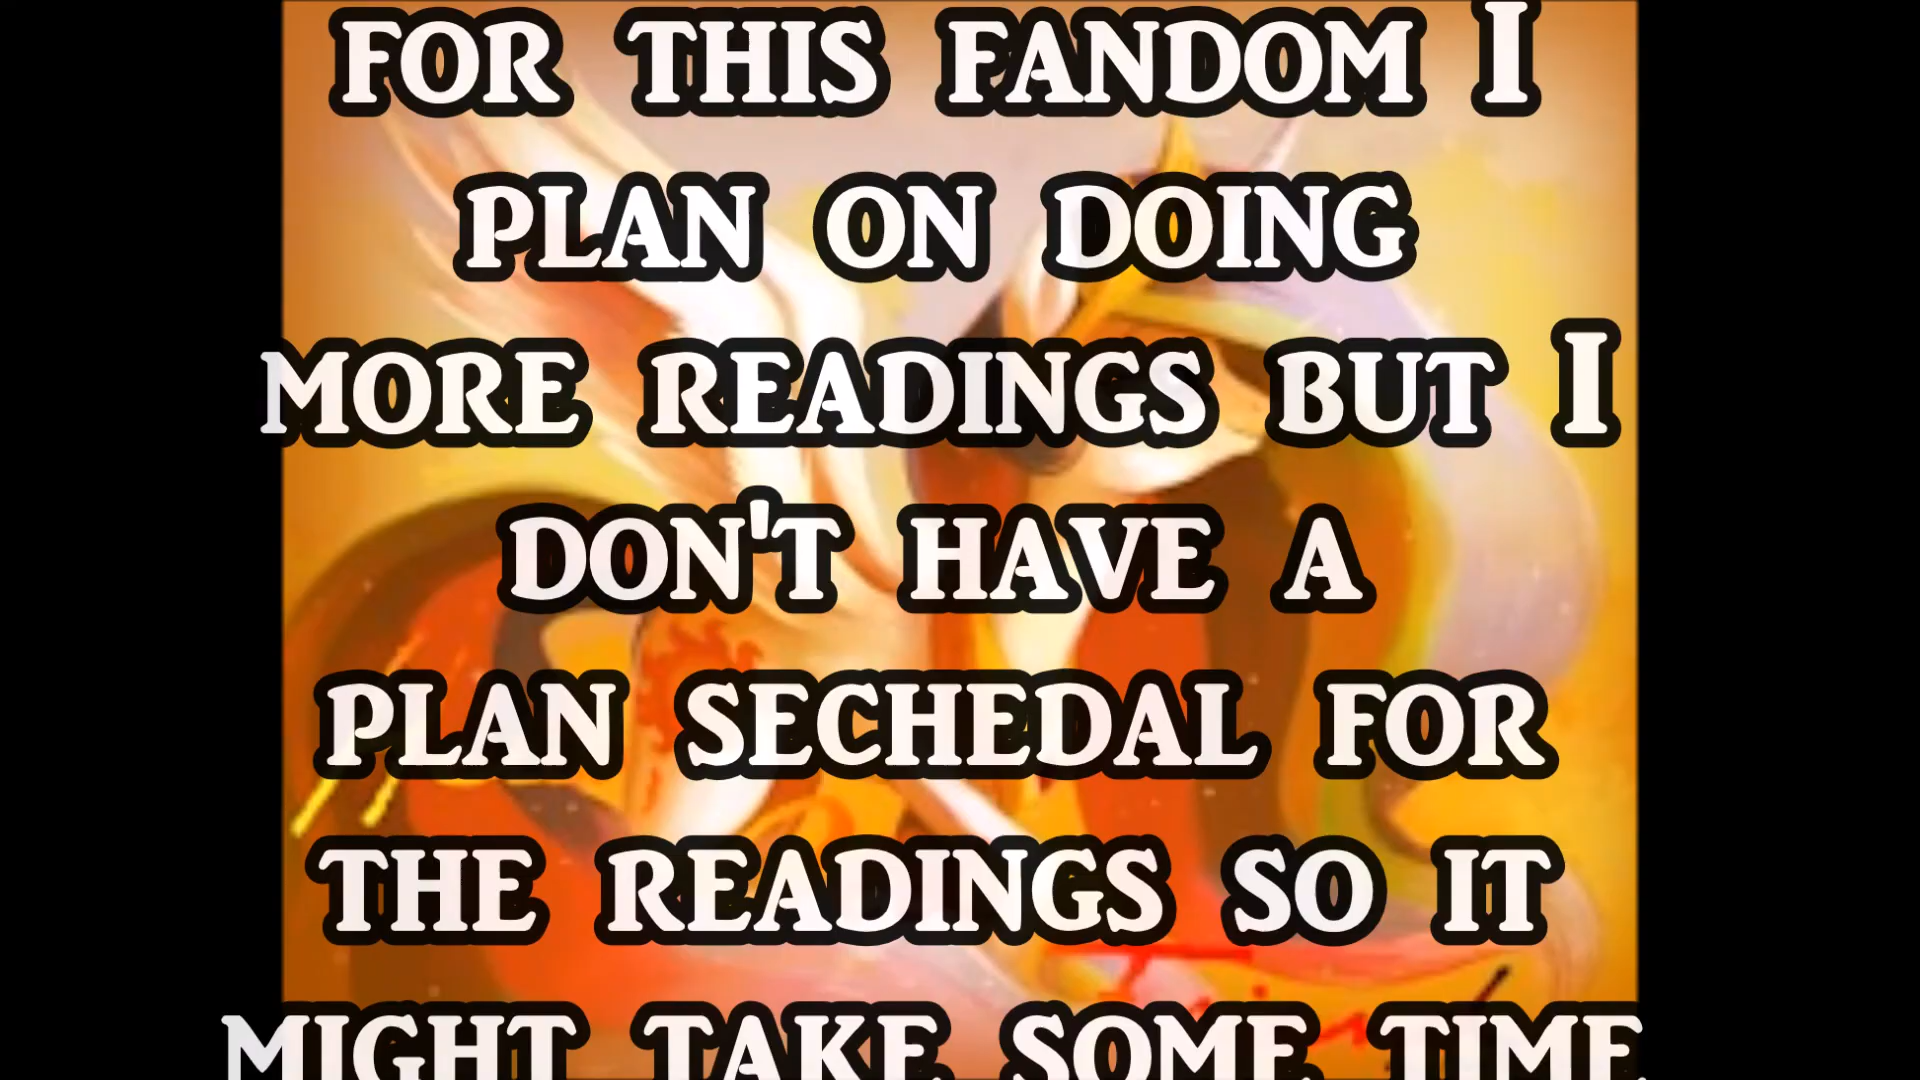 FOR THIS FANDOM I
PLAN ON DOING
MORE READINGS BUT I
DON'T HAVE A
PLAN SECHEDAL FOR
THE READINGS SO IT
MIGHT TAKE SOME TIME